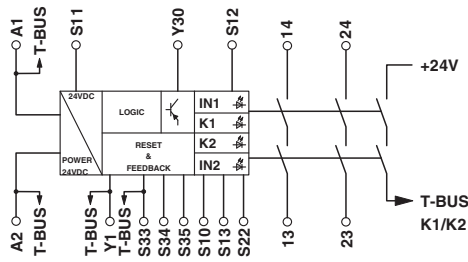 A1
T-BUS
S11
Y30
S12
14
24
+24V
24VDC
LOGIC
IN1
K1
K2
IN2
POWER
24VDC
RESET
&
FEEDBACK
A2
T-BUS
T-BUS
Y1
T-BUS
S33
S34
S35
S10
S13
S22
13
23
T-BUS
K1/K2